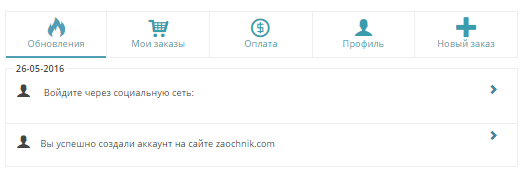 Обновления Мои заказы Оплата Профиль Новый заказ
26-05-2016
Войдите через социальную сеть:
Вы успешно создали аккаунт на сайте zaochnik.com